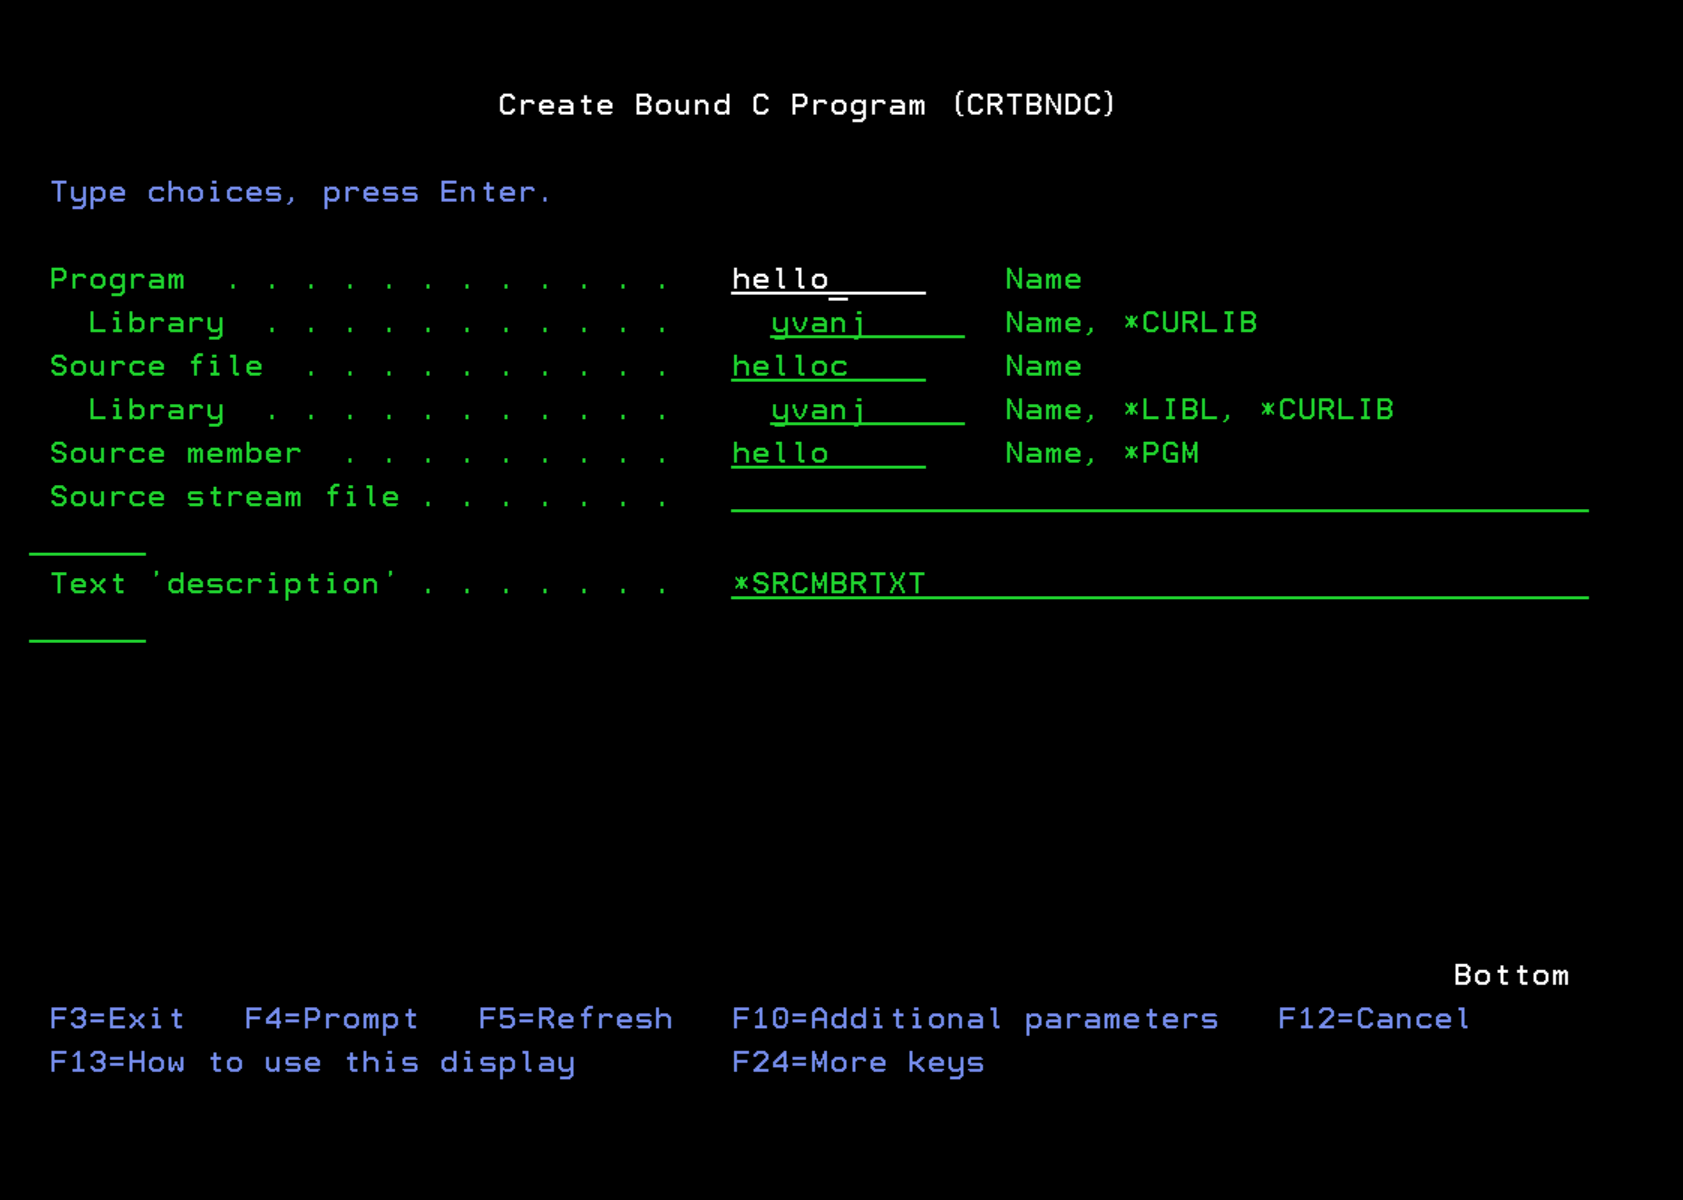 Create Bound C Program (CRTBNDC)
Type choices, press Enter.
Program  . . . . . . . . . . . .   hello_   Name
  Library  . . . . . . . . . . .     yvanj   Name, *CURLIB
Source file  . . . . . . . . . .   helloc   Name
  Library  . . . . . . . . . . .     yvanj   Name, *LIBL, *CURLIB
Source member  . . . . . . . . .   hello   Name, *PGM
Source stream file . . . . . . .
Text 'description' . . . . . . .   *SRCMBRTXT
Bottom
F3=Exit   F4=Prompt   F5=Refresh   F10=Additional parameters   F12=Cancel
F13=How to use this display        F24=More keys